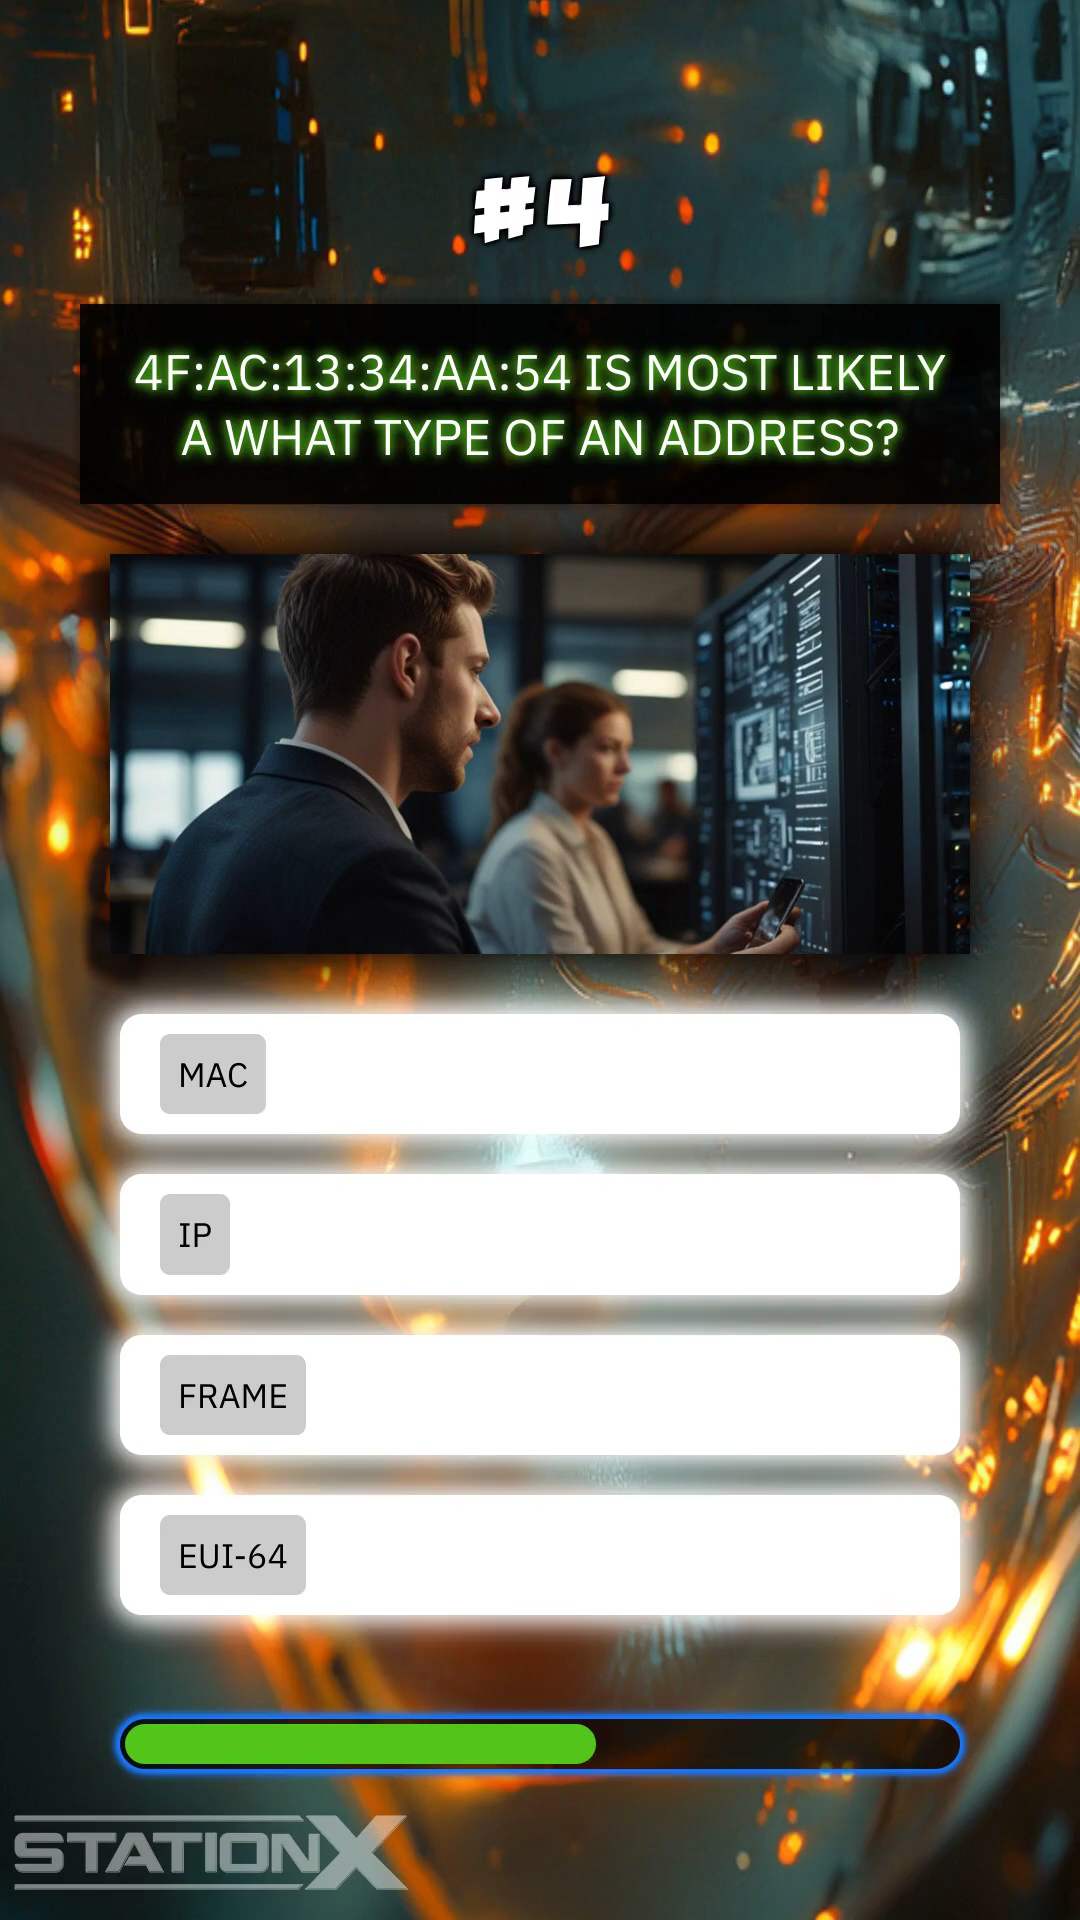 #4
4F:AC:13:34:AA:54 IS MOST LIKELY
A WHAT TYPE OF AN ADDRESS?
MAC
IP
FRAME
EUI-64
STATIONX